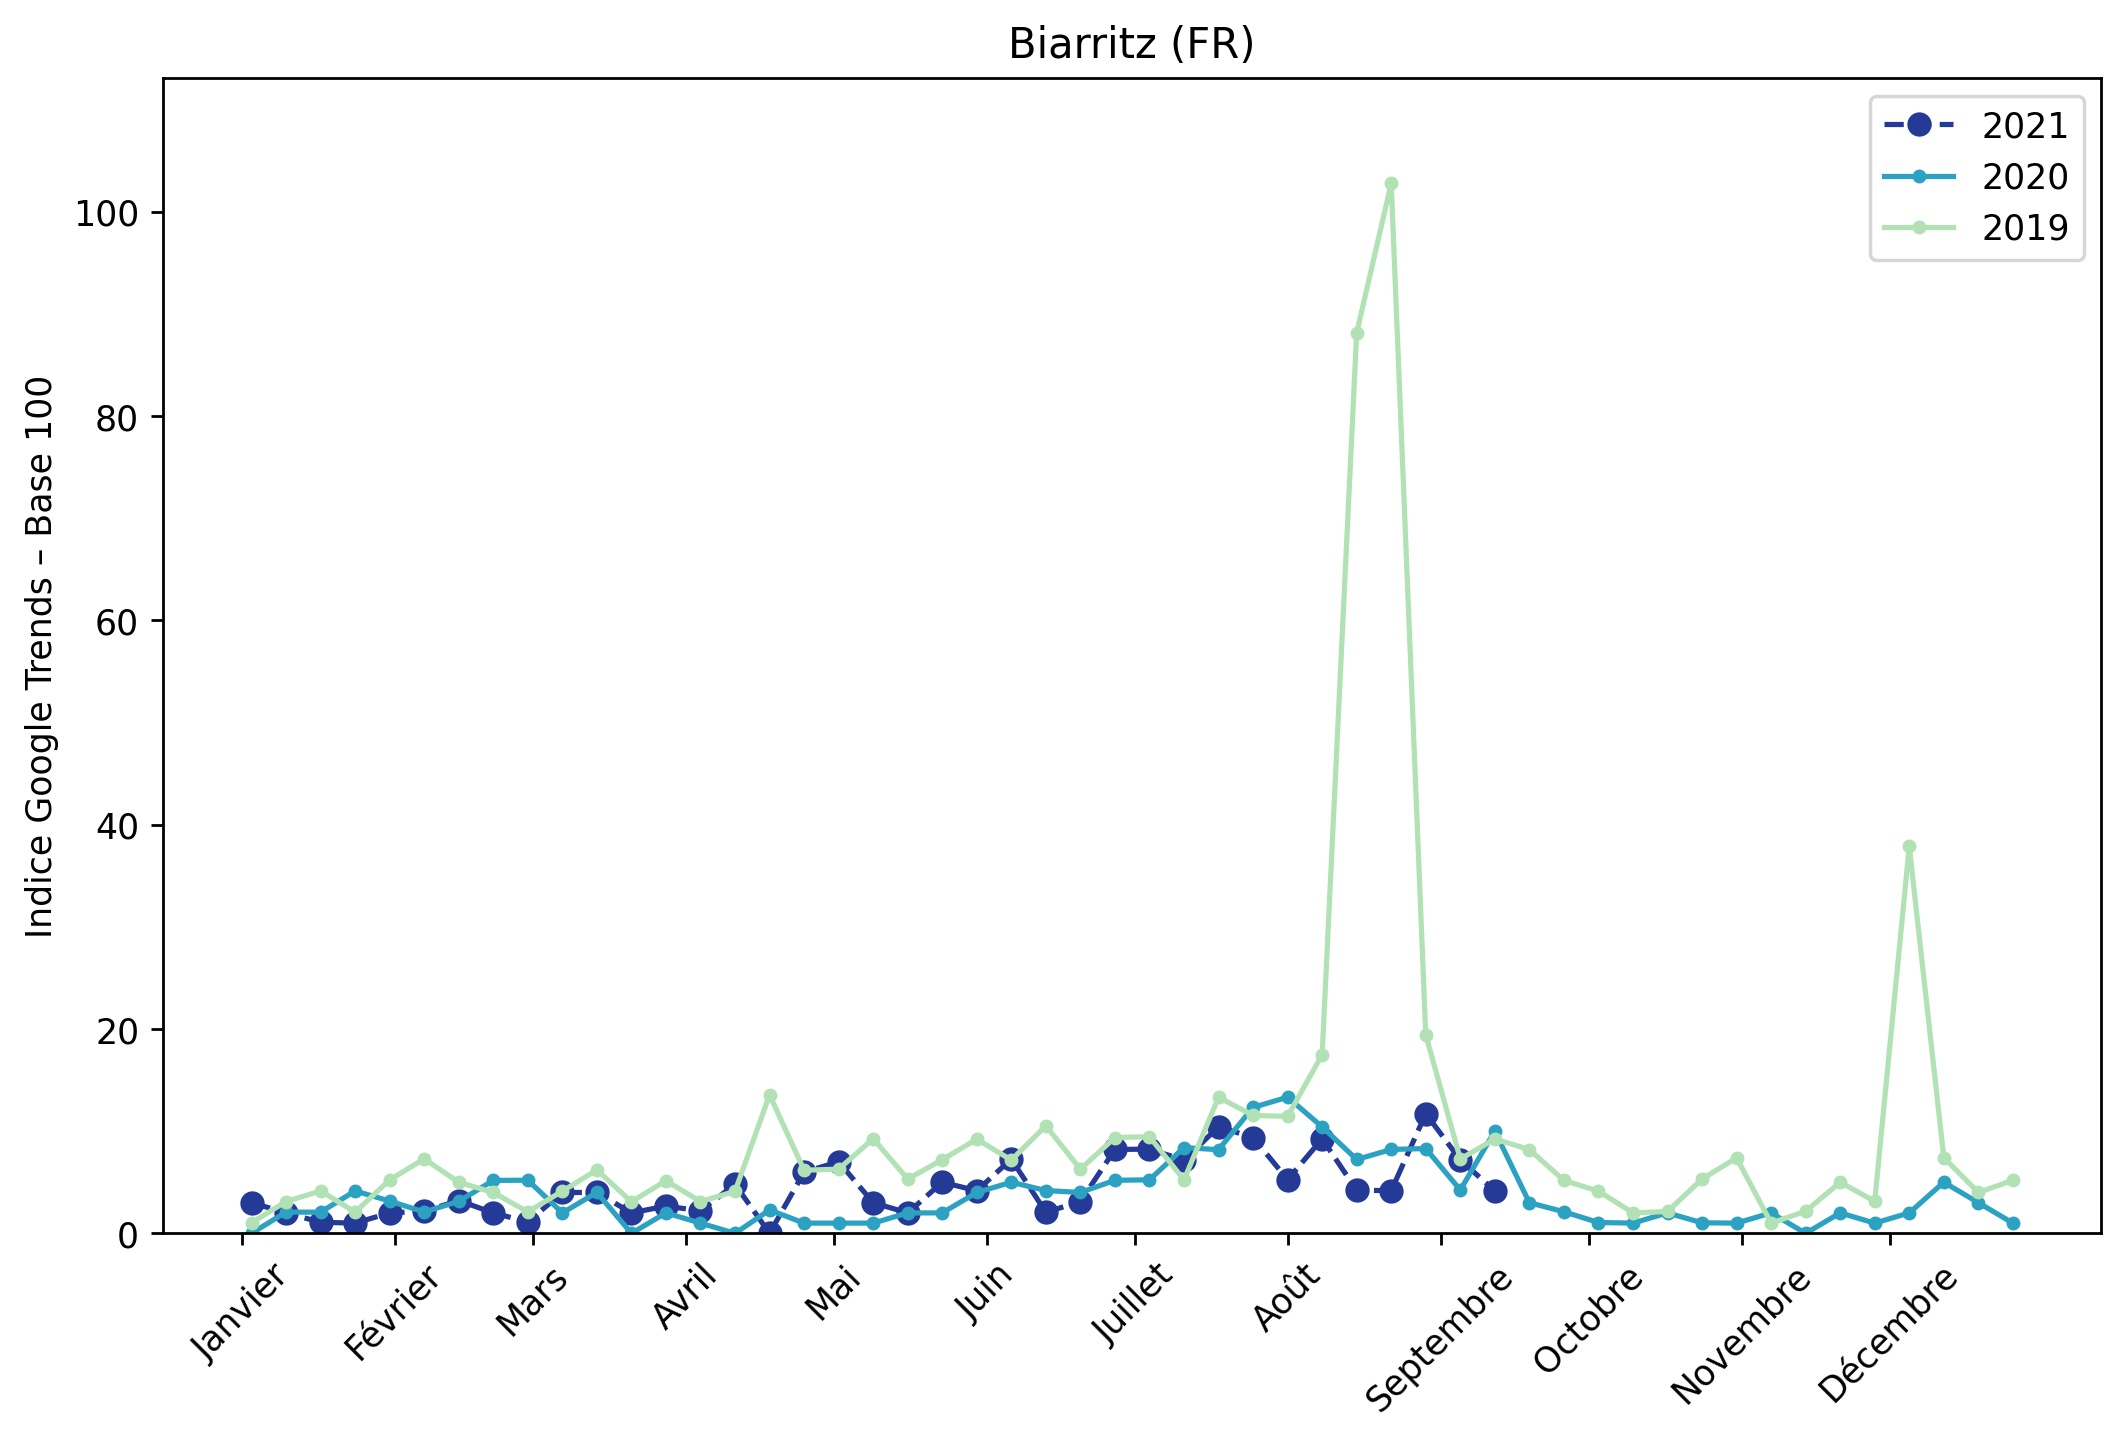 Biarritz (FR)
2021
2020
2019
Indice Google Trends – Base 100
100
80
60
40
20
0
Janvier
Février
Mars
Avril
Mai
Juin
Juillet
Août
Septembre
Octobre
Novembre
Décembre